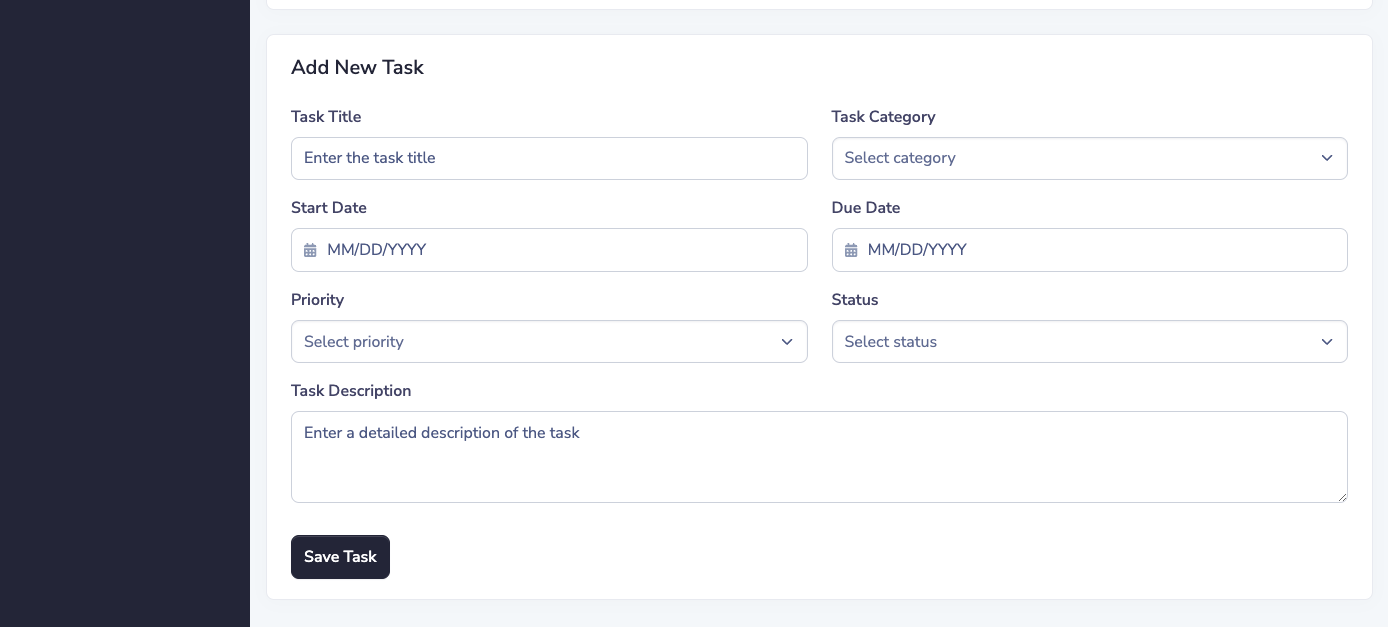 Add New Task
Task Title
Task Category
Enter the task title
Select category
Start Date
Due Date
MM/DD/YYYY
MM/DD/YYYY
Priority
Status
Select priority
Select status
Task Description
Enter a detailed description of the task
Save Task